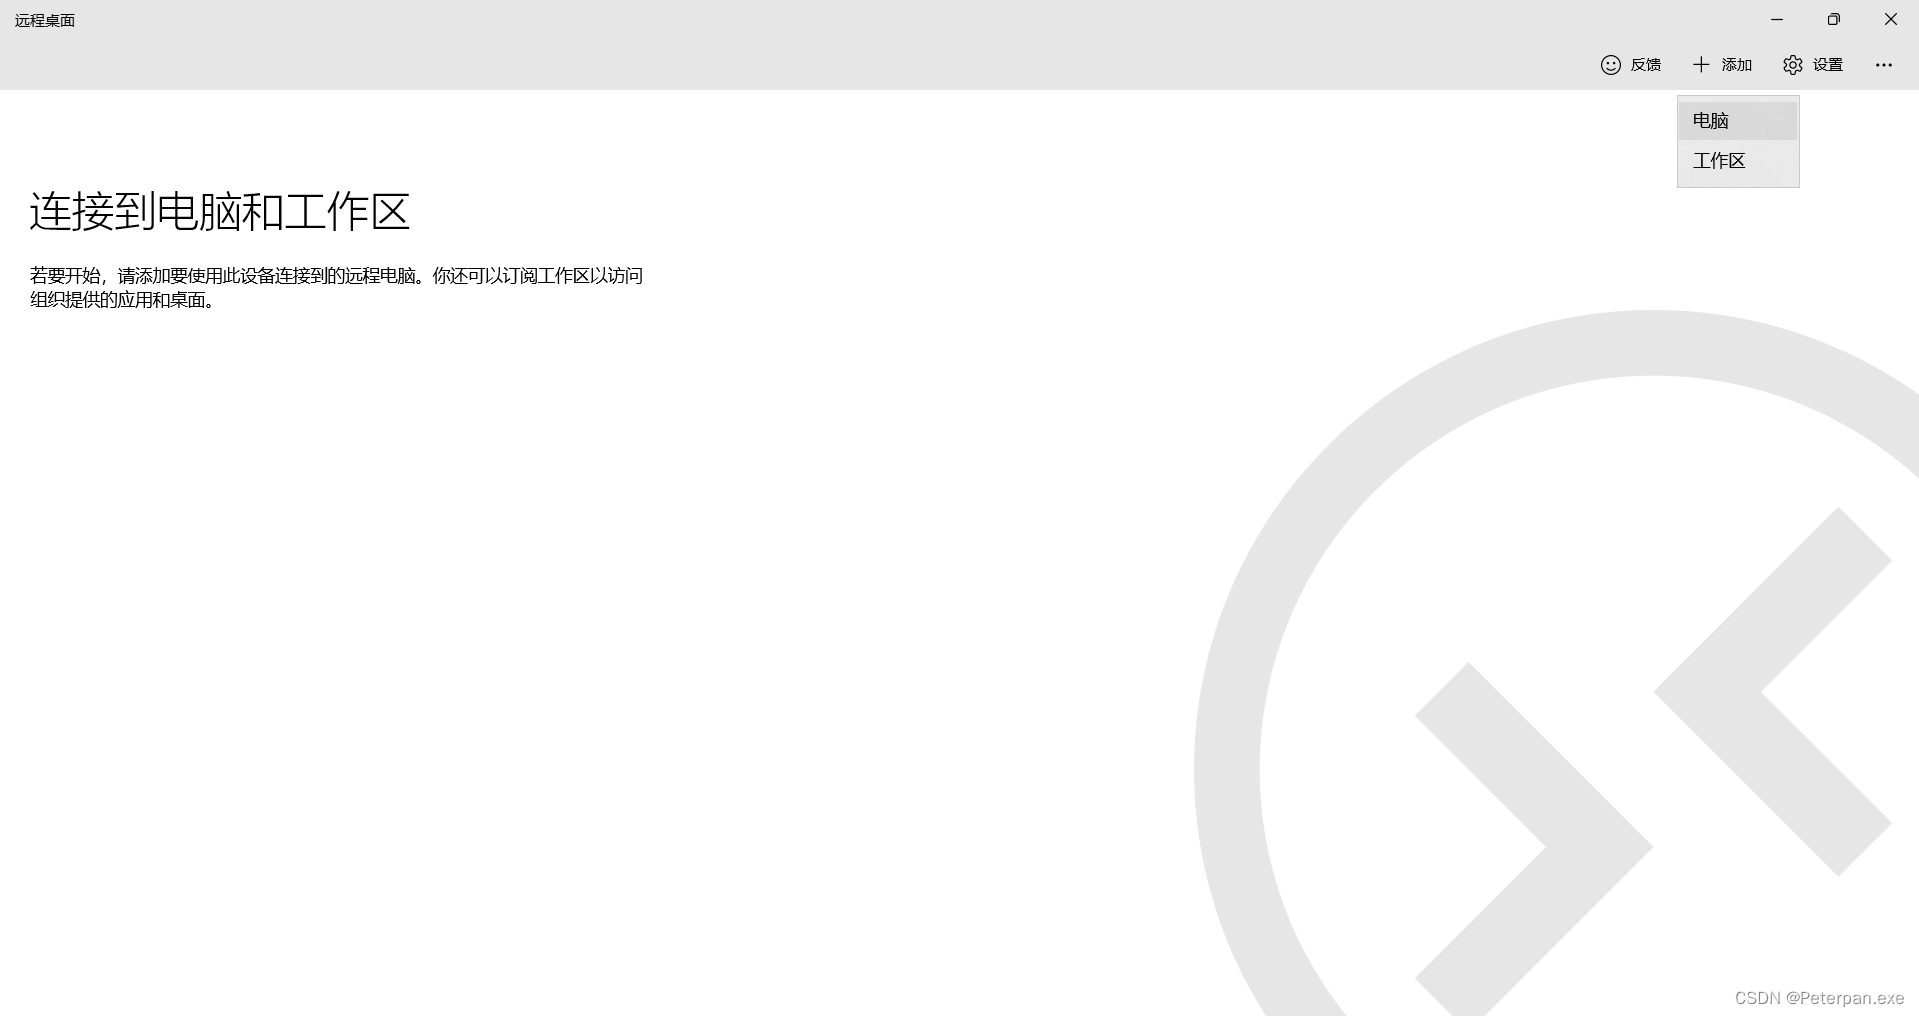 远程桌面
反馈
添加
设置
电脑
工作区
连接到电脑和工作区
若要开始，请添加要使用此设备连接到的远程电脑。你还可以订阅工作区以访问
组织提供的应用和桌面。
CSDN @Peterpan.exe